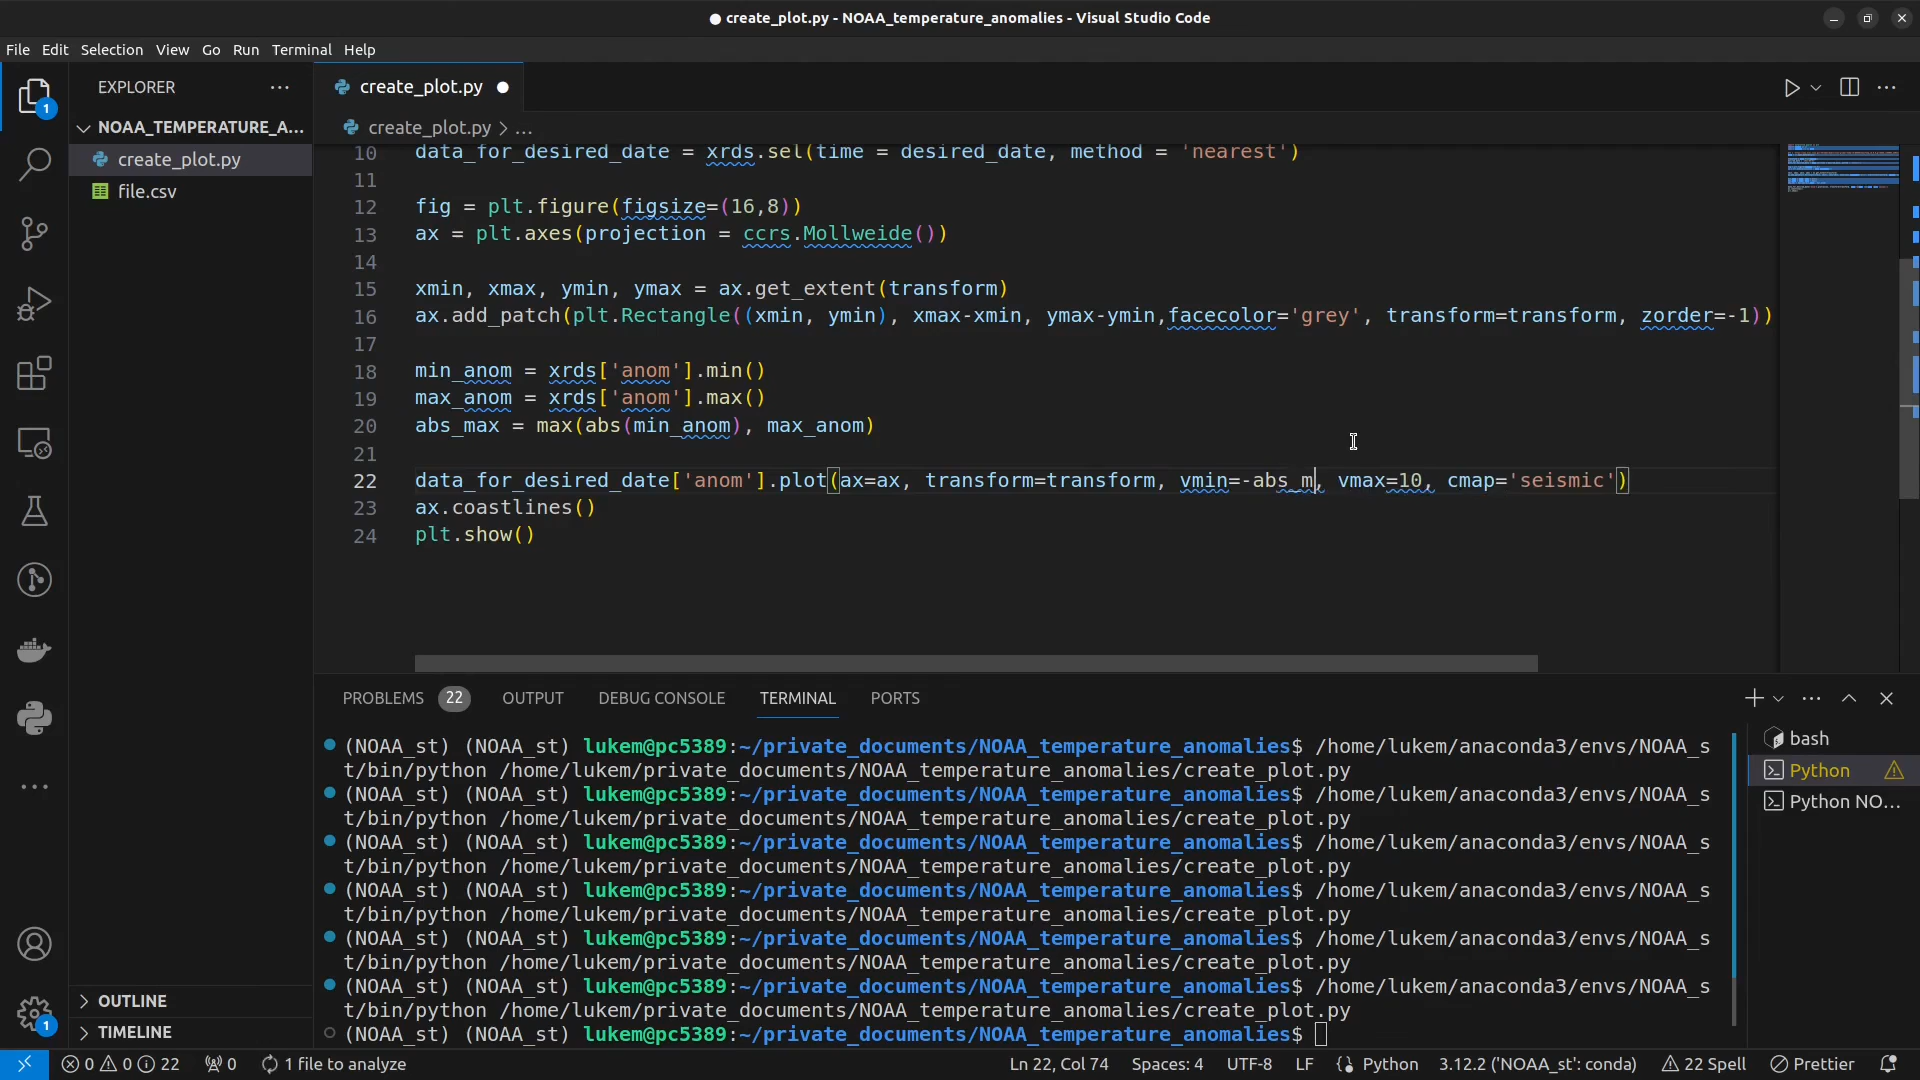 create_plot.py - NOAA_temperature_anomalies - Visual Studio Code
File Edit Selection View Go Run Terminal Help
EXPLORER
NOAA_TEMPERATURE_A...
create_plot.py
file.csv
OUTLINE
TIMELINE
1
1
create_plot.py
create_plot.py > ...
10 data_for_desired_date = xrds.sel(time = desired_date, method = 'nearest')
11
12 fig = plt.figure(figsize=(16,8))
13 ax = plt.axes(projection = ccrs.Mollweide())
14
15 xmin, xmax, ymin, ymax = ax.get_extent(transform)
16 ax.add_patch(plt.Rectangle((xmin, ymin), xmax-xmin, ymax-ymin,facecolor='grey', transform=transform, zorder=-1))
17
18 min_anom = xrds['anom'].min()
19 max_anom = xrds['anom'].max()
20 abs_max = max(abs(min_anom), max_anom)
21
22 data_for_desired_date['anom'].plot(ax=ax, transform=transform, vmin=-abs_m, vmax=10, cmap='seismic')
23 ax.coastlines()
24 plt.show()
PROBLEMS 22 OUTPUT DEBUG CONSOLE TERMINAL PORTS
(NOAA_st) (NOAA_st) lukem@pc5389:~/private_documents/NOAA_temperature_anomalies$ /home/lukem/anaconda3/envs/NOAA_s
t/bin/python /home/lukem/private_documents/NOAA_temperature_anomalies/create_plot.py
(NOAA_st) (NOAA_st) lukem@pc5389:~/private_documents/NOAA_temperature_anomalies$ /home/lukem/anaconda3/envs/NOAA_s
t/bin/python /home/lukem/private_documents/NOAA_temperature_anomalies/create_plot.py
(NOAA_st) (NOAA_st) lukem@pc5389:~/private_documents/NOAA_temperature_anomalies$ /home/lukem/anaconda3/envs/NOAA_s
t/bin/python /home/lukem/private_documents/NOAA_temperature_anomalies/create_plot.py
(NOAA_st) (NOAA_st) lukem@pc5389:~/private_documents/NOAA_temperature_anomalies$ /home/lukem/anaconda3/envs/NOAA_s
t/bin/python /home/lukem/private_documents/NOAA_temperature_anomalies/create_plot.py
(NOAA_st) (NOAA_st) lukem@pc5389:~/private_documents/NOAA_temperature_anomalies$ /home/lukem/anaconda3/envs/NOAA_s
t/bin/python /home/lukem/private_documents/NOAA_temperature_anomalies/create_plot.py
(NOAA_st) (NOAA_st) lukem@pc5389:~/private_documents/NOAA_temperature_anomalies$ /home/lukem/anaconda3/envs/NOAA_s
t/bin/python /home/lukem/private_documents/NOAA_temperature_anomalies/create_plot.py
(NOAA_st) (NOAA_st) lukem@pc5389:~/private_documents/NOAA_temperature_anomalies$
bash
Python
Python NO...
0 0 22 0 1 file to analyze Ln 22, Col 74 Spaces: 4 UTF-8 LF Python 3.12.2 ('NOAA_st': conda) 22 Spell Prettier